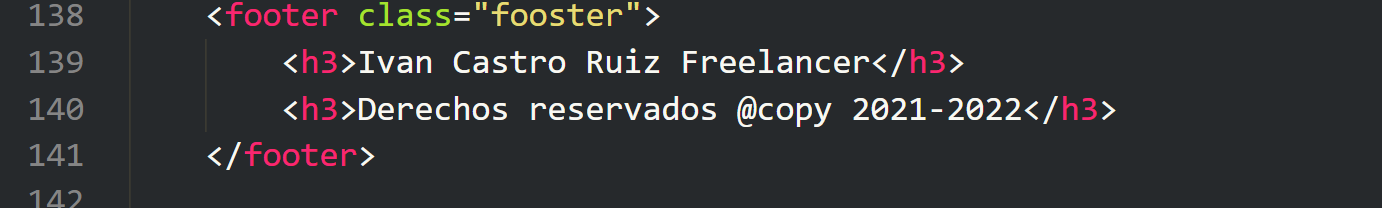 138 <footer class="fooster">
139 <h3>Ivan Castro Ruiz Freelancer</h3>
140 <h3>Derechos reservados @copy 2021-2022</h3>
141 </footer>
142